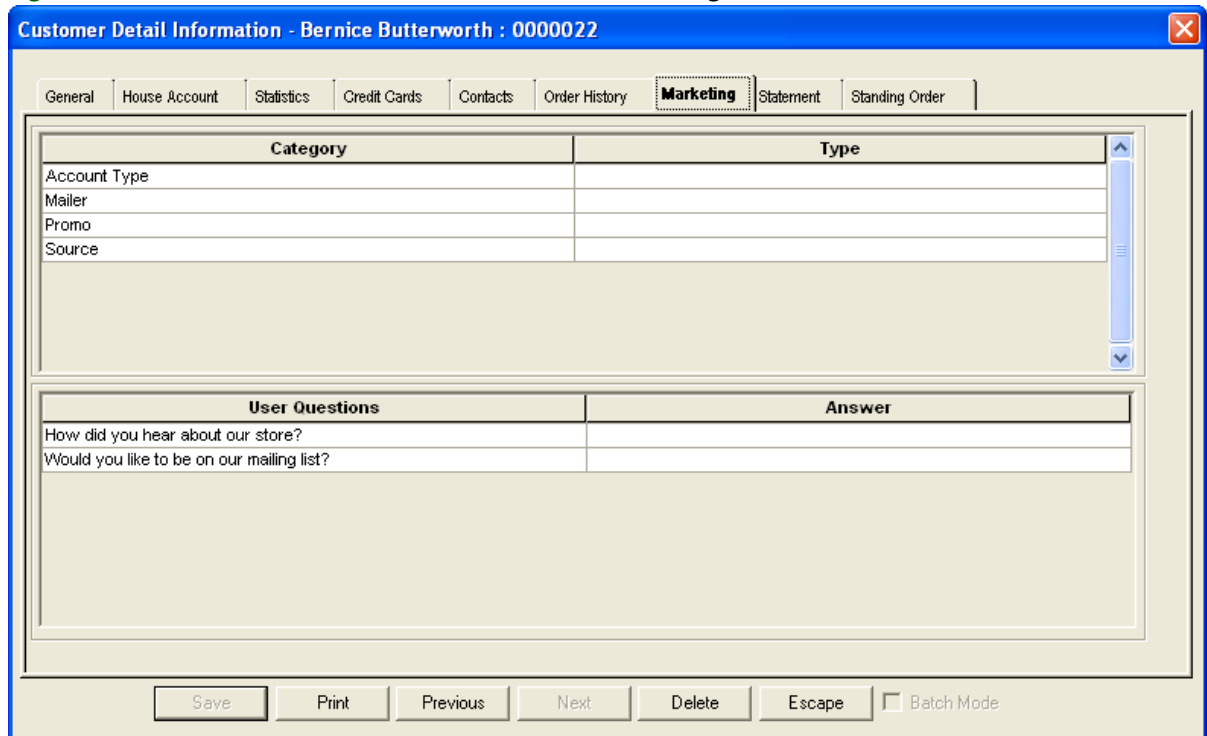 Customer Detail Information - Bernice Butterworth : 0000022
General House Account Statistics Credit Cards Contacts Order History Marketing Statement Standing Order
Category Type
Account Type
Mailer
Promo
Source
User Questions Answer
How did you hear about our store?
Would you like to be on our mailing list?
Save Print Previous Next Delete Escape Batch Mode